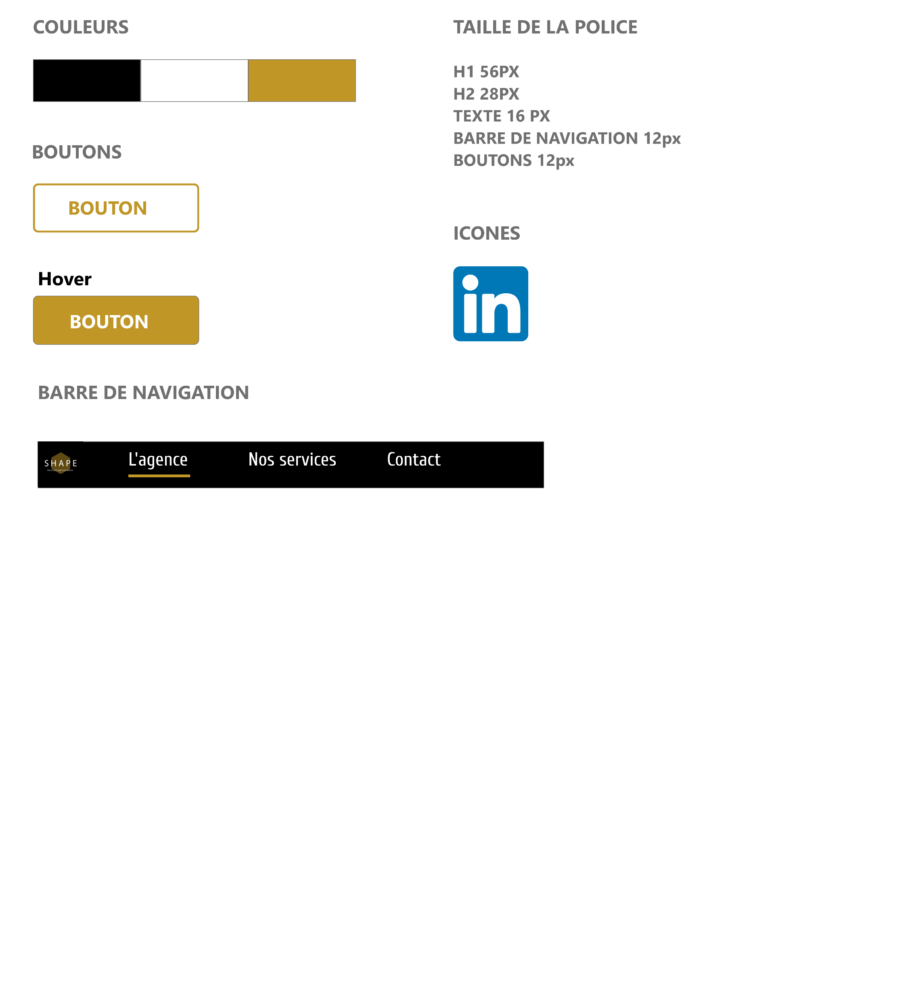 COULEURS
TAILLE DE LA POLICE
H1 56PX
H2 28PX
TEXTE 16 PX
BARRE DE NAVIGATION 12px
BOUTONS 12px
BOUTONS
BOUTON
Hover
BOUTON
ICONES
in
BARRE DE NAVIGATION
SHAPE
L'agence
Nos services
Contact